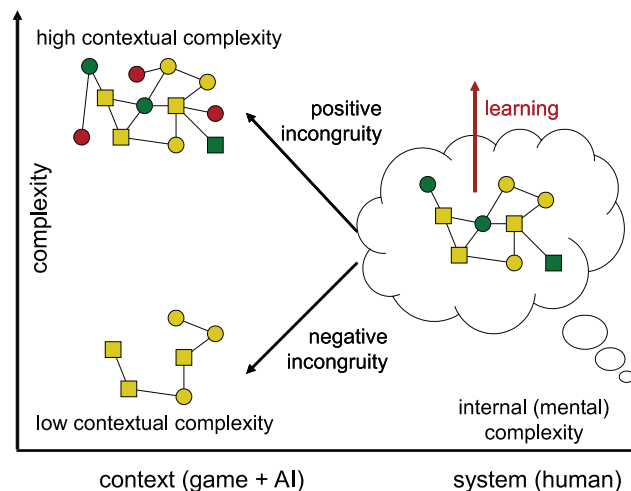 high contextual complexity
positive
incongruity
learning
complexity
negative
incongruity
low contextual complexity
internal (mental)
complexity
context (game + AI)
system (human)